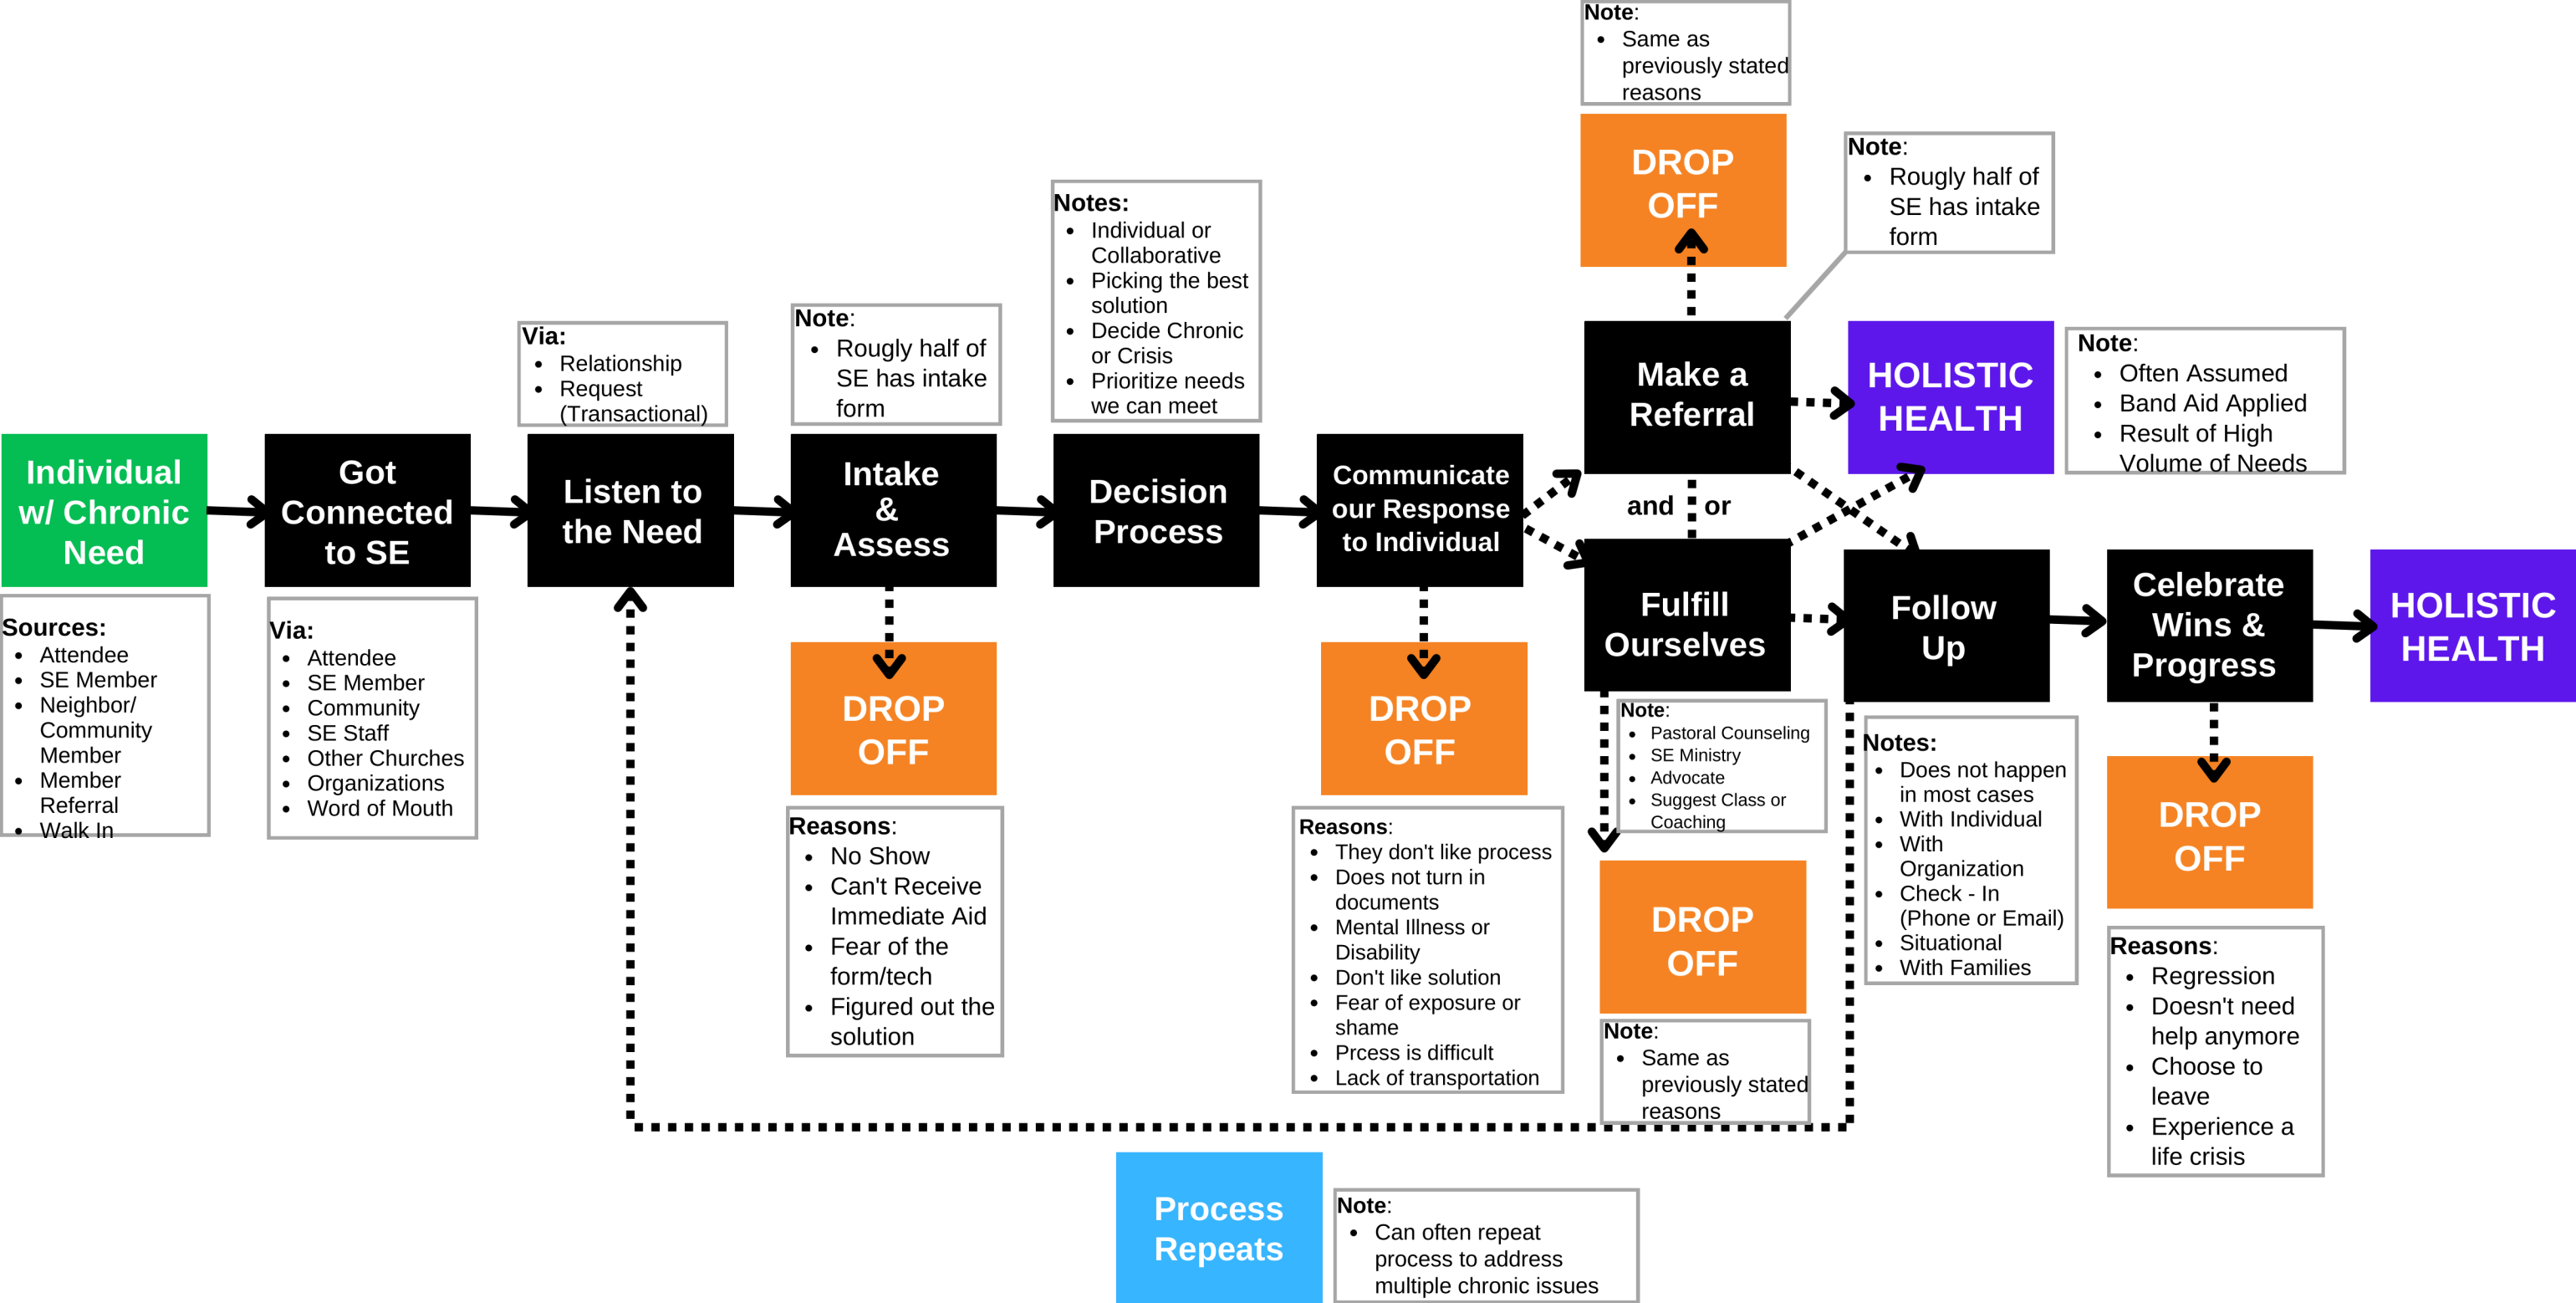 Note:
• Same as
previously stated
reasons
DROP
OFF
Note:
• Rougly half of
SE has intake
form
Notes:
• Individual or
Collaborative
• Picking the best
solution
• Decide Chronic
or Crisis
• Prioritize needs
we can meet
Via:
• Relationship
• Request
(Transactional)
Note:
• Rougly half of
SE has intake
form
Individual
w/ Chronic
Need
Got
Connected
to SE
Listen to
the Need
Intake
&
Assess
Decision
Process
Communicate
our Response
to Individual
Make a
Referral
and or
Fulfill
Ourselves
HOLISTIC
HEALTH
Note:
• Often Assumed
• Band Aid Applied
• Result of High
Volume of Needs
Follow
Up
Celebrate
Wins &
Progress
HOLISTIC
HEALTH
Sources:
• Attendee
• SE Member
• Neighbor/
Community
Member
• Member
Referral
• Walk In
Via:
• Attendee
• SE Member
• Community
• SE Staff
• Other Churches
• Organizations
• Word of Mouth
DROP
OFF
Reasons:
• No Show
• Can't Receive
Immediate Aid
• Fear of the
form/tech
• Figured out the
solution
DROP
OFF
Reasons:
• They don't like process
• Does not turn in
documents
• Mental Illness or
Disability
• Don't like solution
• Fear of exposure or
shame
• Prcess is difficult
• Lack of transportation
Note:
• Pastoral Counseling
• SE Ministry
• Advocate
• Suggest Class or
Coaching
DROP
OFF
Note:
• Same as
previously stated
reasons
Notes:
• Does not happen
in most cases
• With Individual
• With
Organization
• Check - In
(Phone or Email)
• Situational
• With Families
DROP
OFF
Reasons:
• Regression
• Doesn't need
help anymore
• Choose to
leave
• Experience a
life crisis
Process
Repeats
Note:
• Can often repeat
process to address
multiple chronic issues